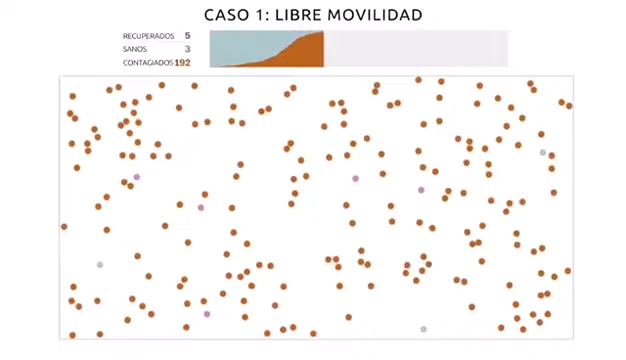 CASO 1: LIBRE MOVILIDAD
RECUPERADOS 5
SANOS 3
CONTAGIADOS 192